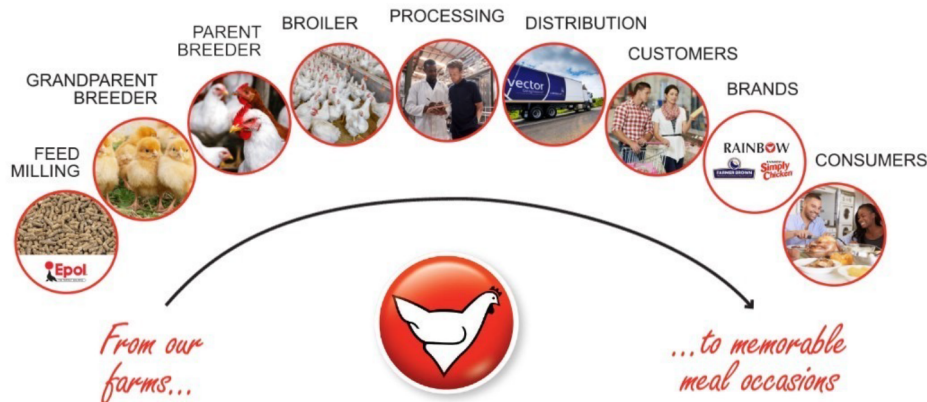 FEED
MILLING
GRANDPARENT
BREEDER
PARENT
BREEDER
BROILER
PROCESSING
DISTRIBUTION
CUSTOMERS
BRANDS
CONSUMERS
Epol
vector
RAINBOW
FARMER BROWN
Simply
Chicken
From our
farms...
...to memorable
meal occasions